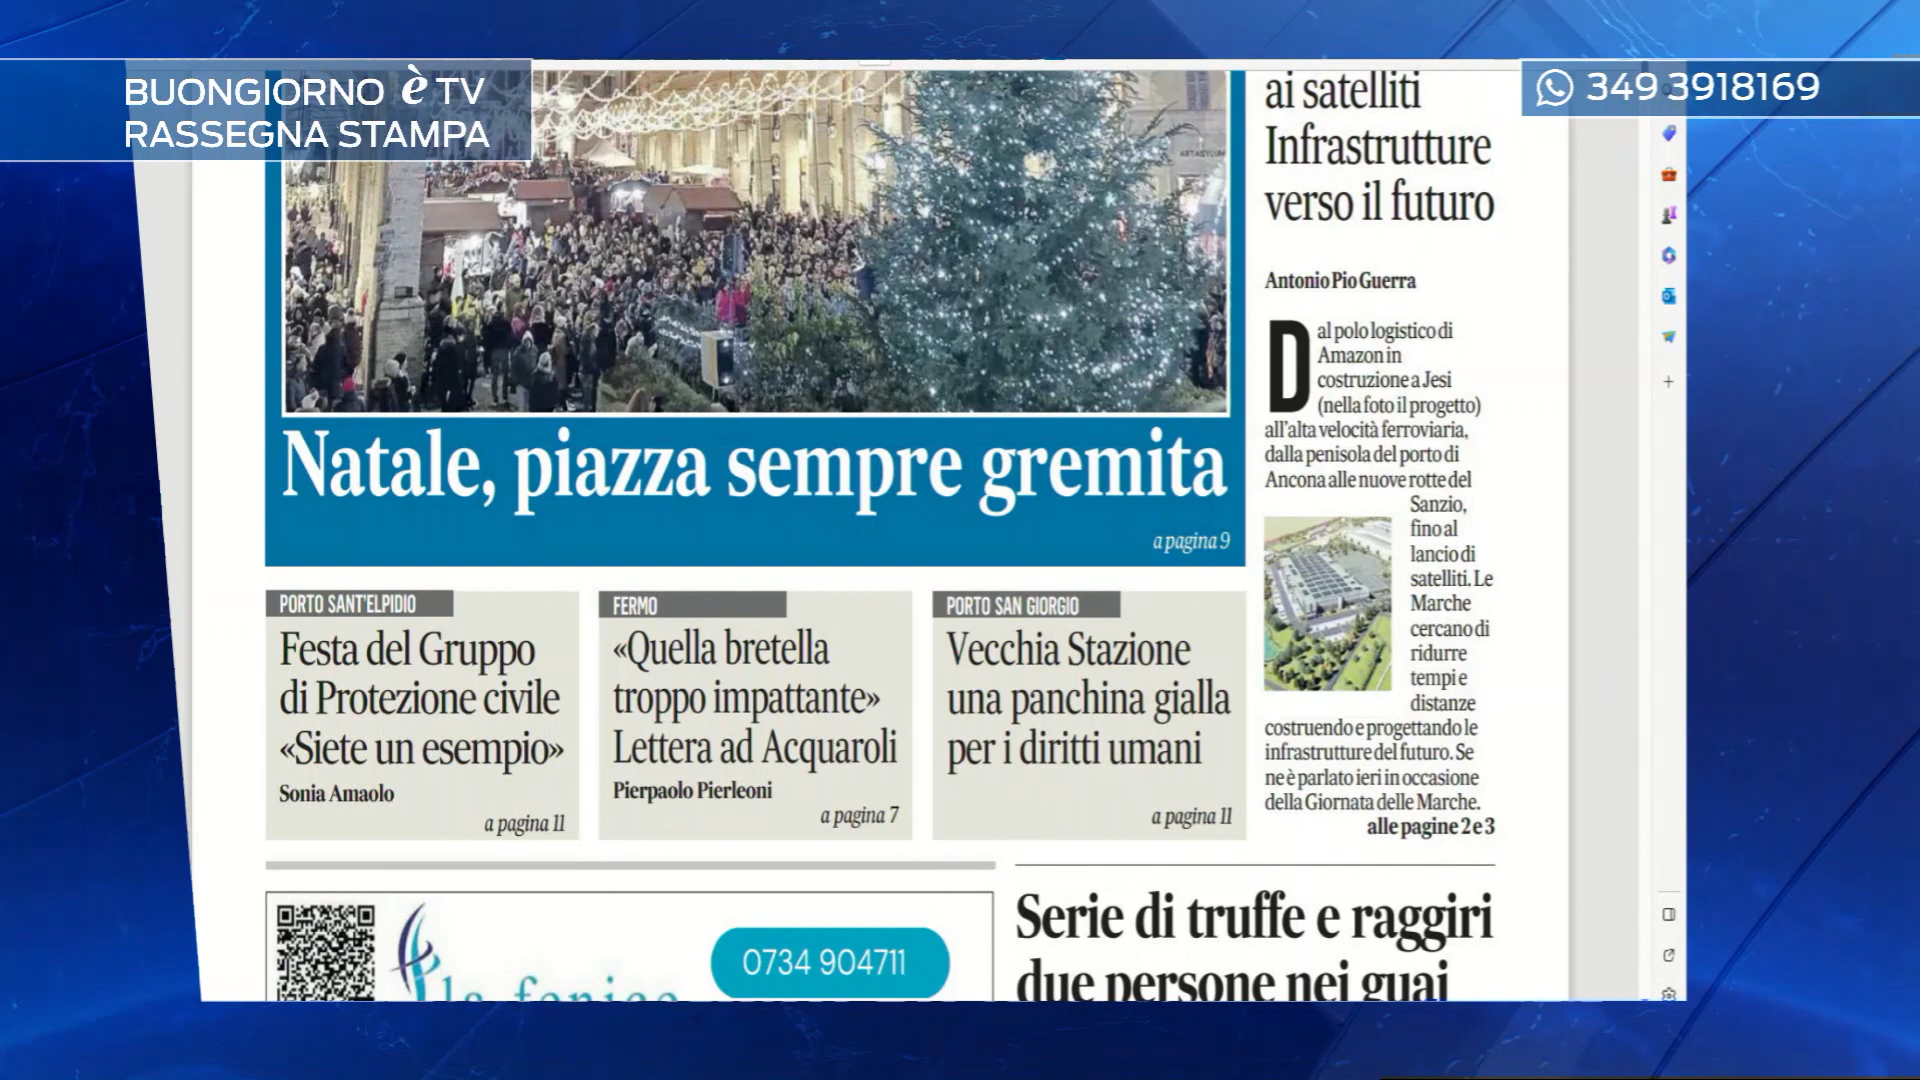 BUONGIORNO è TV
RASSEGNA STAMPA
349 3918169
ARTASYLUM
Natale, piazza sempre gremita
a pagina 9
PORTO SANT'ELPIDIO
Festa del Gruppo
di Protezione civile
«Siete un esempio»
Sonia Amaolo
a pagina 11
FERMO
«Quella bretella
troppo impattante»
Lettera ad Acquaroli
Pierpaolo Pierleoni
a pagina 7
PORTO SAN GIORGIO
Vecchia Stazione
una panchina gialla
per i diritti umani
a pagina 11
ai satelliti
Infrastrutture
verso il futuro
Antonio Pio Guerra
Dal polo logistico di
Amazon in
costruzione a Jesi
(nella foto il progetto)
all'alta velocità ferroviaria,
dalla penisola del porto di
Ancona alle nuove rotte del
Sanzio,
fino al
lancio di
satelliti. Le
Marche
cercano di
ridurre
tempi e
distanze
costruendo e progettando le
infrastrutture del futuro. Se
ne è parlato ieri in occasione
della Giornata delle Marche.
alle pagine 2 e 3
la fenice
0734 904711
Serie di truffe e raggiri
due persone nei guai